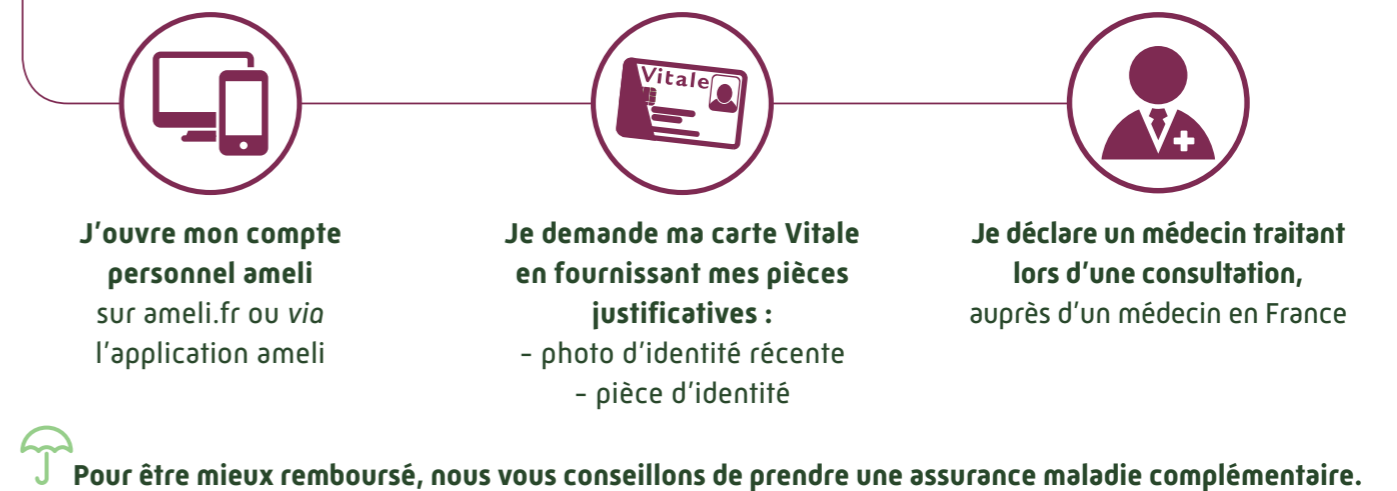 Vitale
J'ouvre mon compte
personnel ameli
sur ameli.fr ou via
l'application ameli
Je demande ma carte Vitale
en fournissant mes pièces
justificatives :
- photo d'identité récente
- pièce d'identité
Je déclare un médecin traitant
lors d'une consultation,
auprès d'un médecin en France
Pour être mieux remboursé, nous vous conseillons de prendre une assurance maladie complémentaire.